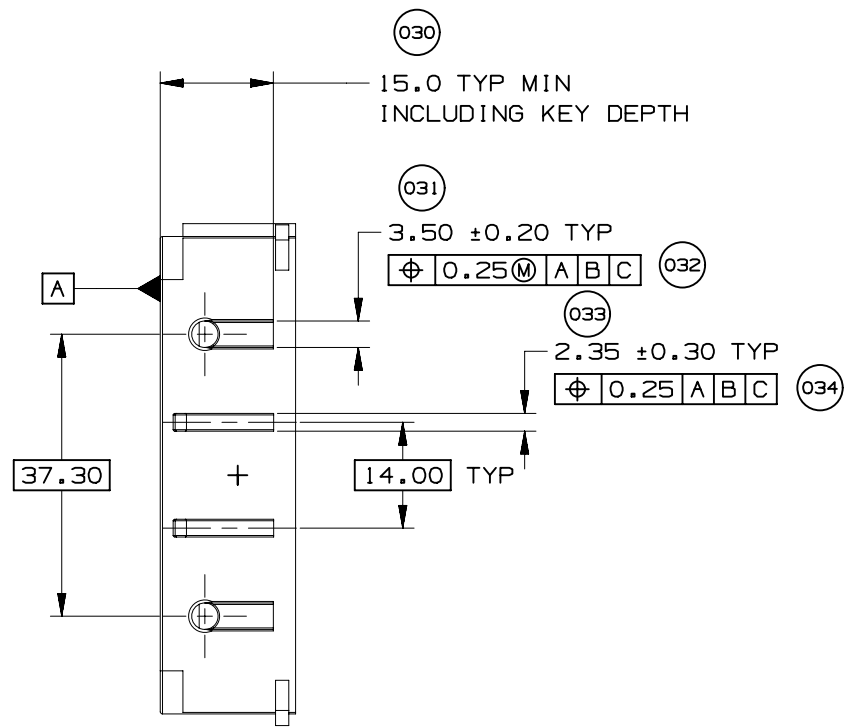 030
15.0 TYP MIN
INCLUDING KEY DEPTH
031
3.50 ±0.20 TYP
⌖ 0.25Ⓜ A B C 032
A
033
2.35 ±0.30 TYP
⌖ 0.25 A B C 034
37.30
14.00 TYP